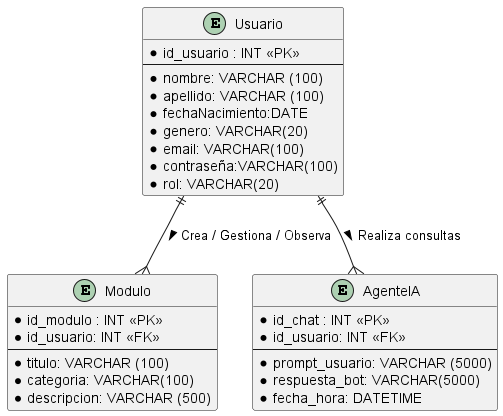 E Usuario
* id_usuario : INT «PK»
* nombre: VARCHAR (100)
* apellido: VARCHAR (100)
* fechaNacimiento:DATE
* genero: VARCHAR(20)
* email: VARCHAR(100)
* contraseña:VARCHAR(100)
* rol: VARCHAR(20)
Crea / Gestiona / Observa
Realiza consultas
E Modulo
* id_modulo : INT «PK»
* id_usuario: INT «FK»
* titulo: VARCHAR (100)
* categoria: VARCHAR(100)
* descripcion: VARCHAR (500)
E AgenteIA
* id_chat : INT «PK»
* id_usuario: INT «FK»
* prompt_usuario: VARCHAR (5000)
* respuesta_bot: VARCHAR(5000)
* fecha_hora: DATETIME